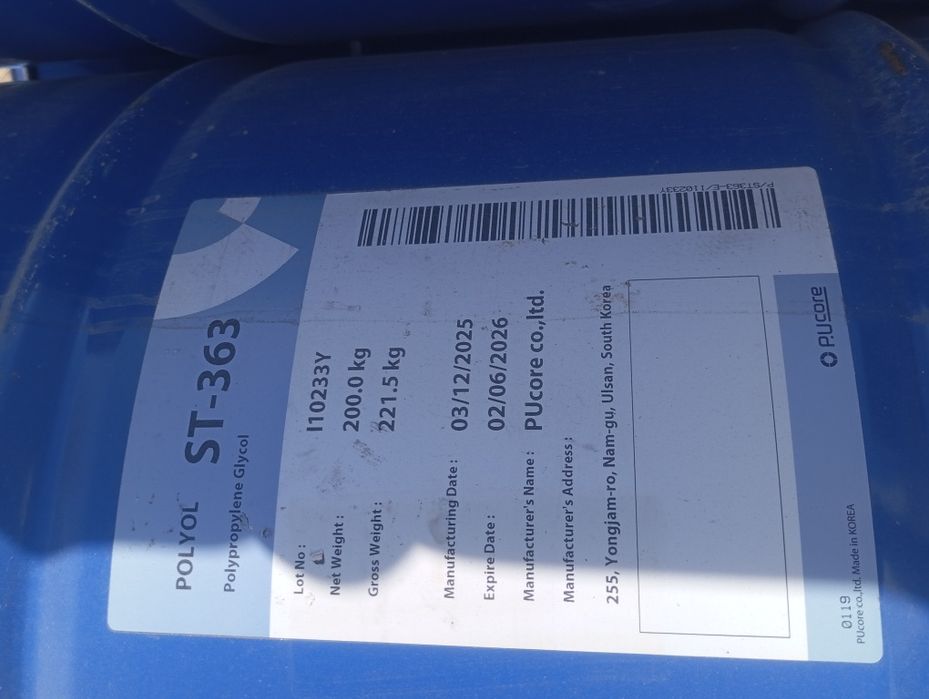 POLYOL ST-363
Polypropylene Glycol
Lot No : I10233Y
Net Weight : 200.0 kg
Gross Weight : 221.5 kg
Manufacturing Date : 03/12/2025
Expire Date : 02/06/2026
Manufacturer's Name : PUcore co.,ltd.
Manufacturer's Address :
255, Yongjam-ro, Nam-gu, Ulsan, South Korea
P/ST363-E/I10233Y
0119
PUcore co.,ltd. Made in KOREA
PUcore